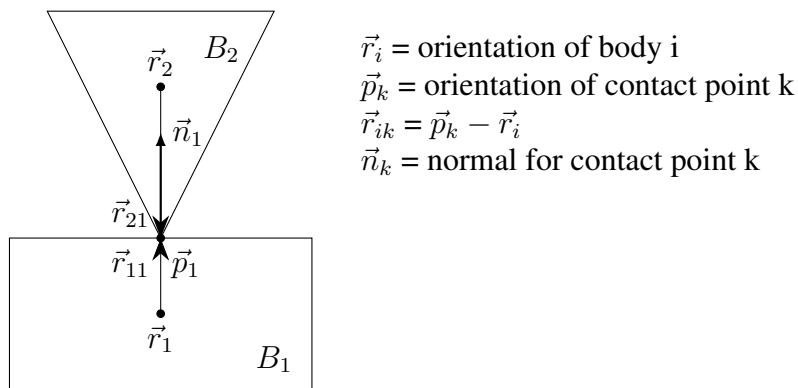 B₂
r⃗₂
n⃗₁
r⃗₂₁
r⃗₁₁ p⃗₁
r⃗₁
B₁
r⃗ᵢ = orientation of body i
p⃗ₖ = orientation of contact point k
r⃗ᵢₖ = p⃗ₖ − r⃗ᵢ
n⃗ₖ = normal for contact point k